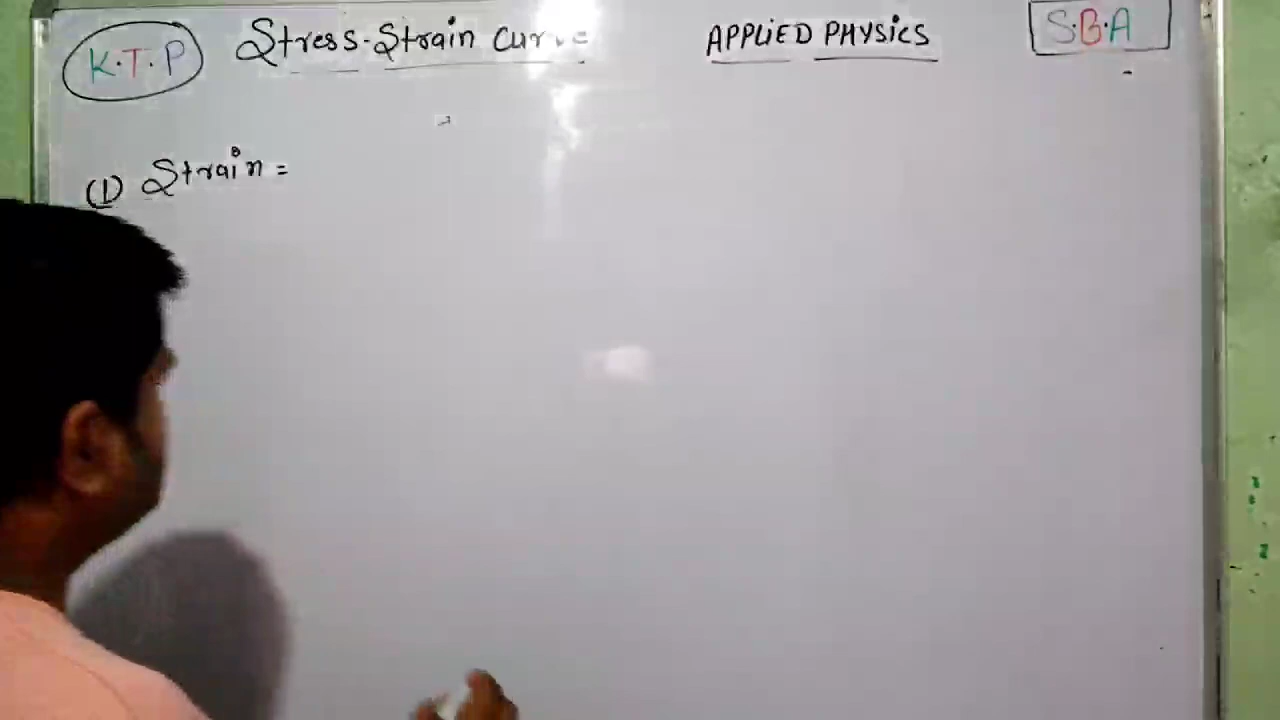 K.T.P Stress-Strain Curve APPLiED PHYSiCS S.B.A
(1) Strain =